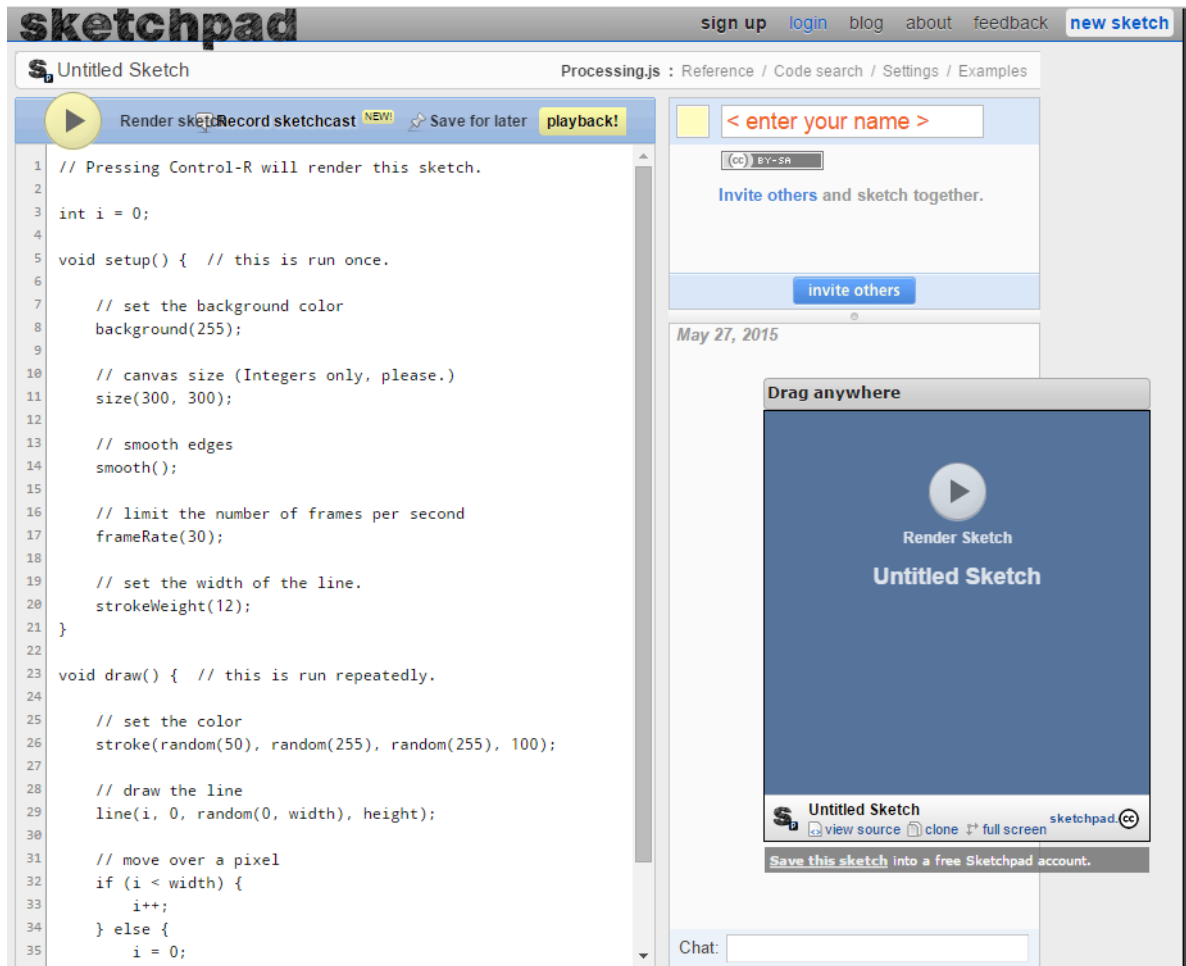 sketchpad
sign up login blog about feedback new sketch
Untitled Sketch
Processing.js : Reference / Code search / Settings / Examples
Render sketch Record sketchcast NEW! Save for later playback!
1 // Pressing Control-R will render this sketch.
2
3 int i = 0;
4
5 void setup() {  // this is run once.
6
7     // set the background color
8     background(255);
9
10     // canvas size (Integers only, please.)
11     size(300, 300);
12
13     // smooth edges
14     smooth();
15
16     // limit the number of frames per second
17     frameRate(30);
18
19     // set the width of the line.
20     strokeWeight(12);
21 }
22
23 void draw() {  // this is run repeatedly.
24
25     // set the color
26     stroke(random(50), random(255), random(255), 100);
27
28     // draw the line
29     line(i, 0, random(0, width), height);
30
31     // move over a pixel
32     if (i < width) {
33         i++;
34     } else {
35         i = 0;
< enter your name >
(cc) BY-SA
Invite others and sketch together.
invite others
May 27, 2015
Drag anywhere
Render Sketch
Untitled Sketch
Untitled Sketch
view source clone full screen
sketchpad.cc
Save this sketch into a free Sketchpad account.
Chat: